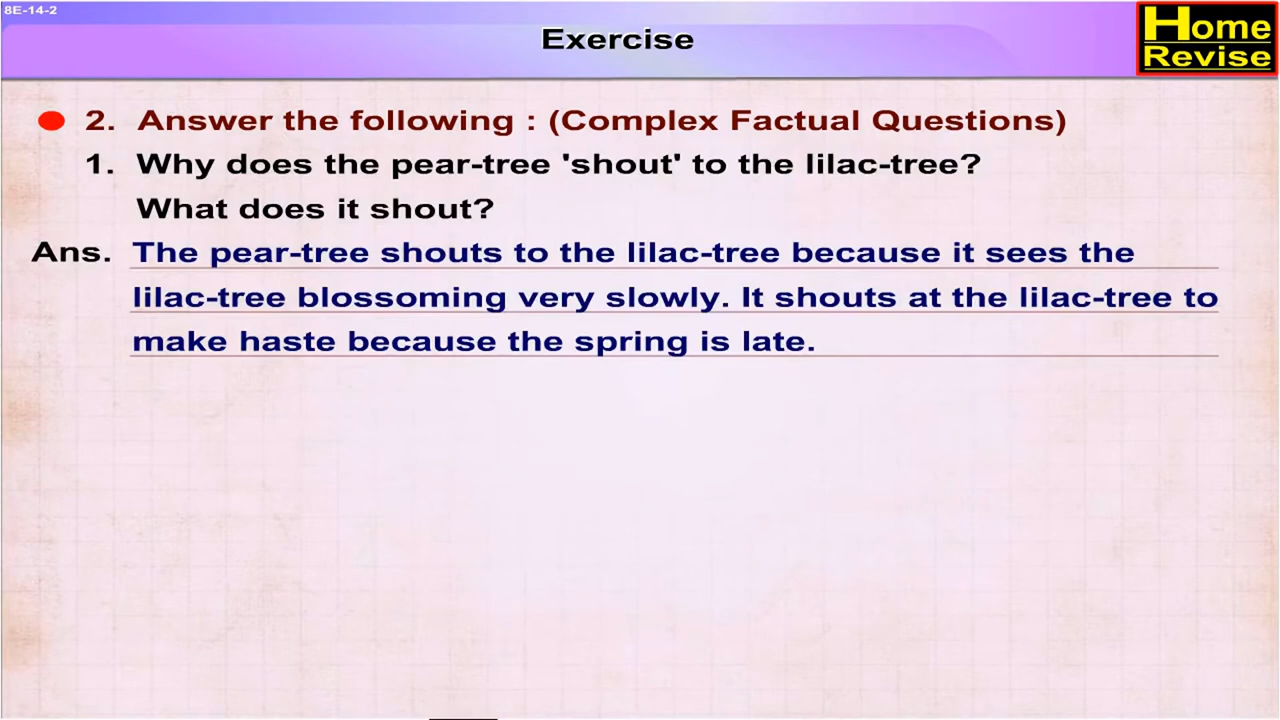 8E-14-2
Exercise
Home
Revise
2. Answer the following : (Complex Factual Questions)
1. Why does the pear-tree 'shout' to the lilac-tree?
What does it shout?
Ans. The pear-tree shouts to the lilac-tree because it sees the
lilac-tree blossoming very slowly. It shouts at the lilac-tree to
make haste because the spring is late.